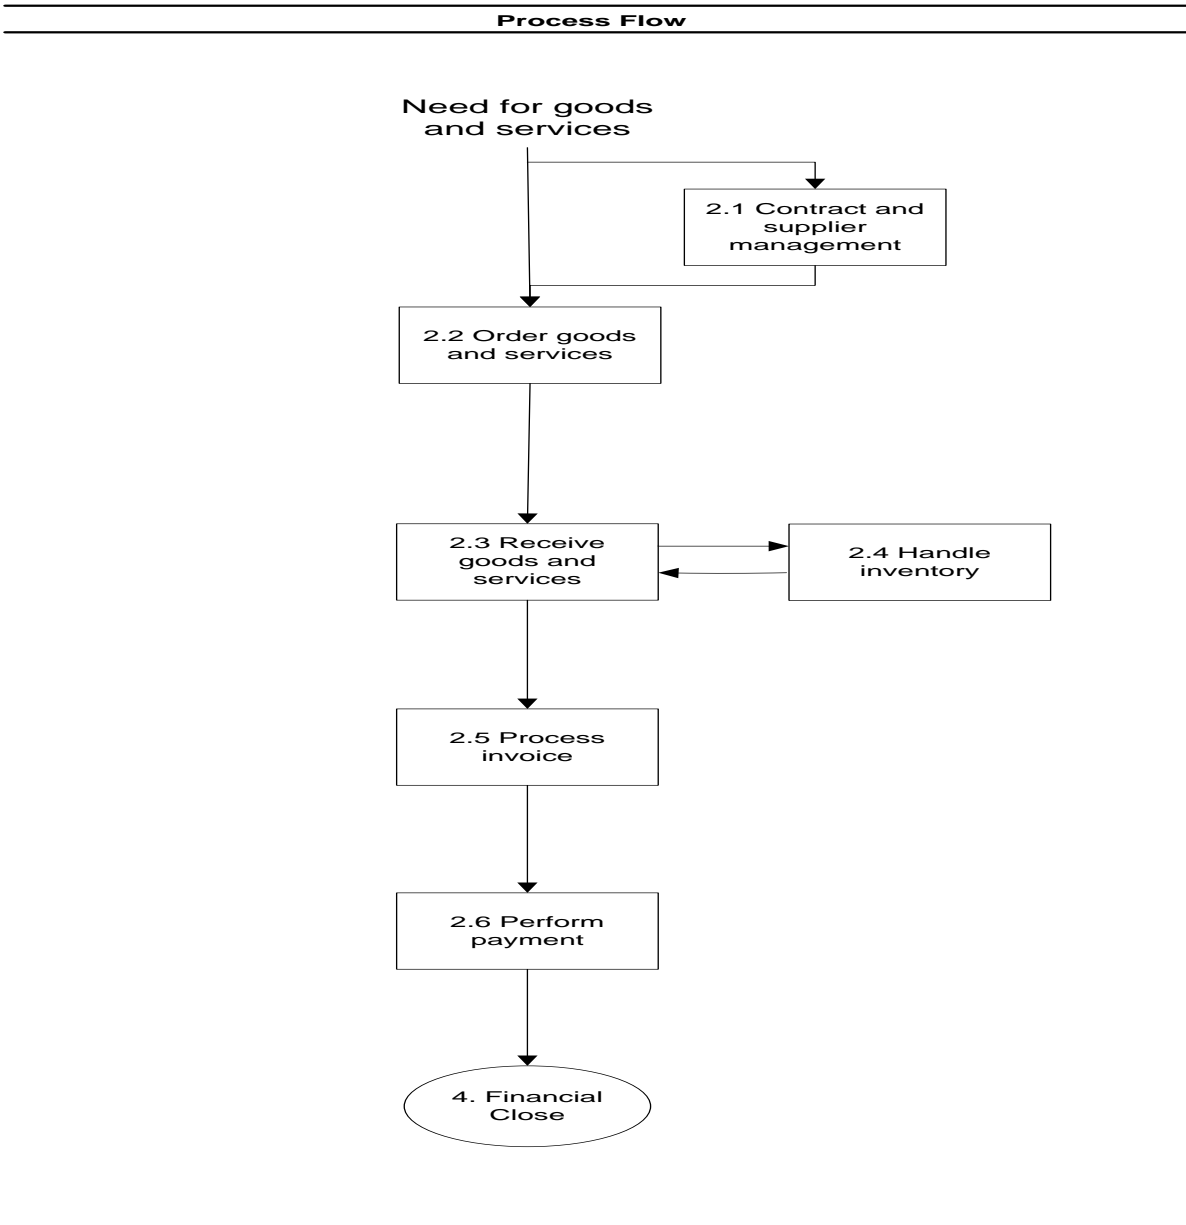 Process Flow
Need for goods
and services
2.1 Contract and
supplier
management
2.2 Order goods
and services
2.3 Receive
goods and
services
2.4 Handle
inventory
2.5 Process
invoice
2.6 Perform
payment
4. Financial
Close